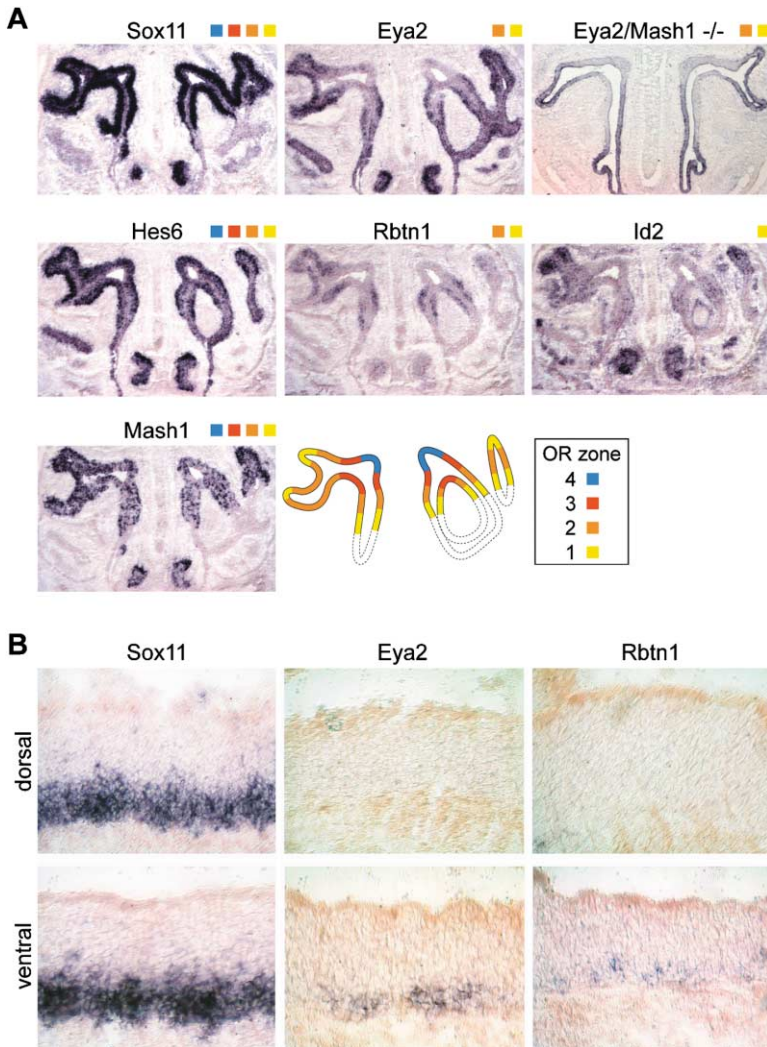 A
Sox11
Eya2
Eya2/Mash1 -/-
Hes6
Rbtn1
Id2
Mash1
OR zone
4
3
2
1
B
Sox11
Eya2
Rbtn1
dorsal
ventral